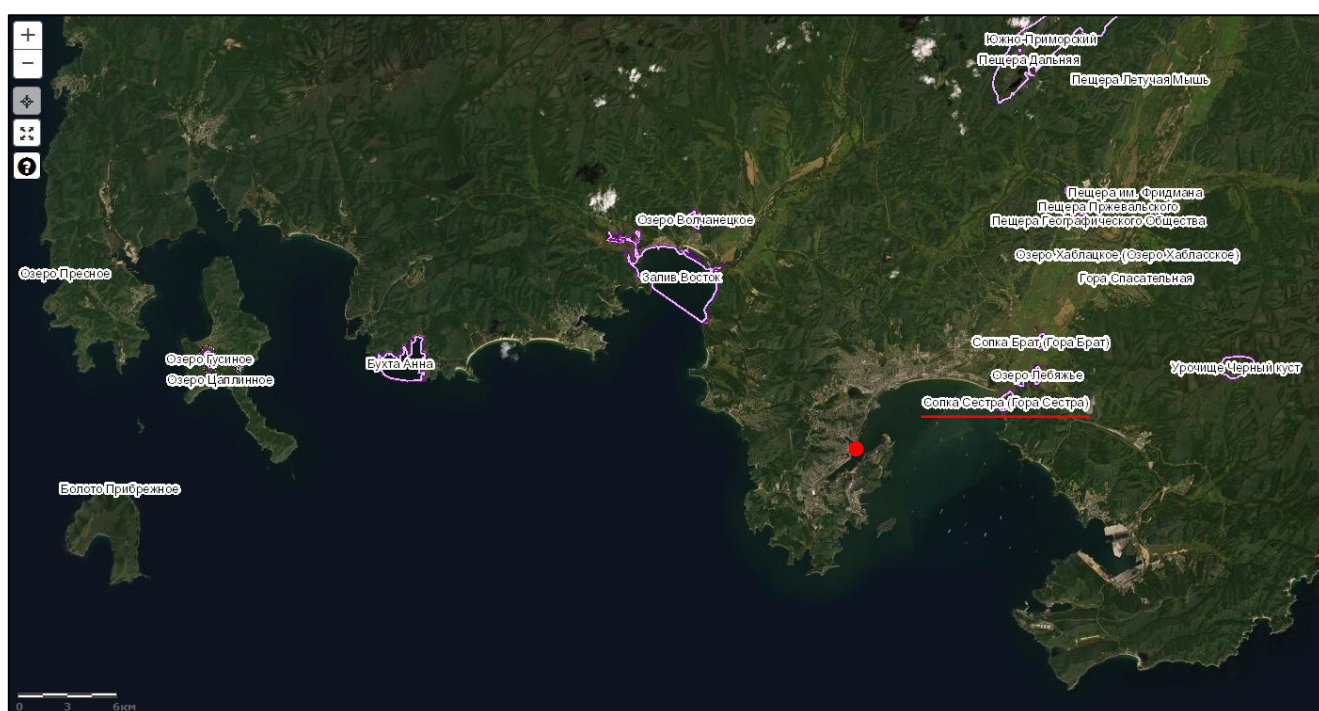 +
−
?
Южно-Приморский
Пещера Дальняя
Пещера Летучая Мышь
Пещера им. Фридмана
Пещера Пржевальского
Озеро Волчанецкое
Пещера Географического Общества
Озеро Хаблацкое (Озеро Хабласское)
Озеро Пресное
Залив Восток
Гора Спасательная
Сопка Брат (Гора Брат)
Озеро Гусиное
Бухта Анна
Урочище Черный куст
Озеро Лебяжье
Озеро Цаплинное
Сопка Сестра (Гора Сестра)
Болото Прибрежное
0 3 6км